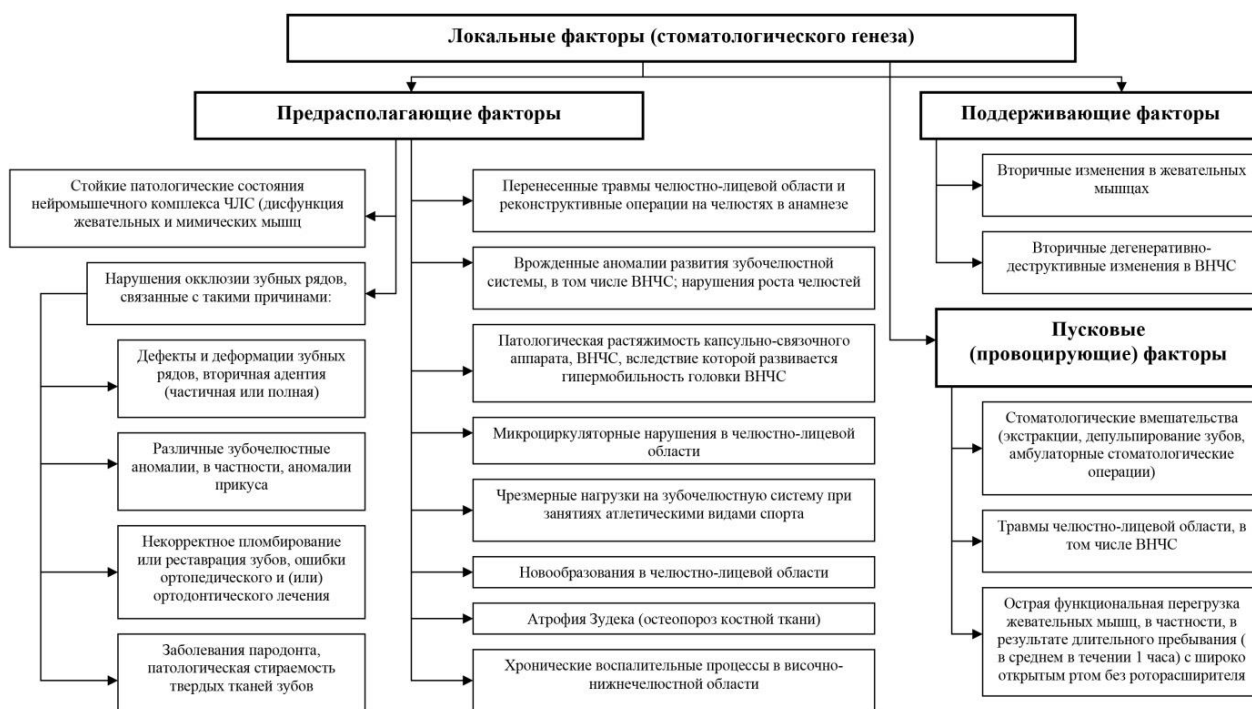 Локальные факторы (стоматологического генеза)
Предрасполагающие факторы
Стойкие патологические состояния
нейромышечного комплекса ЧЛС (дисфункция
жевательных и мимических мышц
Нарушения окклюзии зубных рядов,
связанные с такими причинами:
Дефекты и деформации зубных
рядов, вторичная адентия
(частичная или полная)
Различные зубочелюстные
аномалии, в частности, аномалии
прикуса
Некорректное пломбирование
или реставрация зубов, ошибки
ортопедического и (или)
ортодонтического лечения
Заболевания пародонта,
патологическая стираемость
твердых тканей зубов
Перенесенные травмы челюстно-лицевой области и
реконструктивные операции на челюстях в анамнезе
Врожденные аномалии развития зубочелюстной
системы, в том числе ВНЧС; нарушения роста челюстей
Патологическая растяжимость капсульно-связочного
аппарата, ВНЧС, вследствие которой развивается
гипермобильность головки ВНЧС
Микроциркуляторные нарушения в челюстно-лицевой
области
Чрезмерные нагрузки на зубочелюстную систему при
занятиях атлетическими видами спорта
Новообразования в челюстно-лицевой области
Атрофия Зудека (остеопороз костной ткани)
Хронические воспалительные процессы в височно-
нижнечелюстной области
Поддерживающие факторы
Вторичные изменения в жевательных
мышцах
Вторичные дегенеративно-
деструктивные изменения в ВНЧС
Пусковые
(провоцирующие) факторы
Стоматологические вмешательства
(экстракции, депульпирование зубов,
амбулаторные стоматологические
операции)
Травмы челюстно-лицевой области, в
том числе ВНЧС
Острая функциональная перегрузка
жевательных мышц, в частности, в
результате длительного пребывания (
в среднем в течении 1 часа) с широко
открытым ртом без роторасширителя